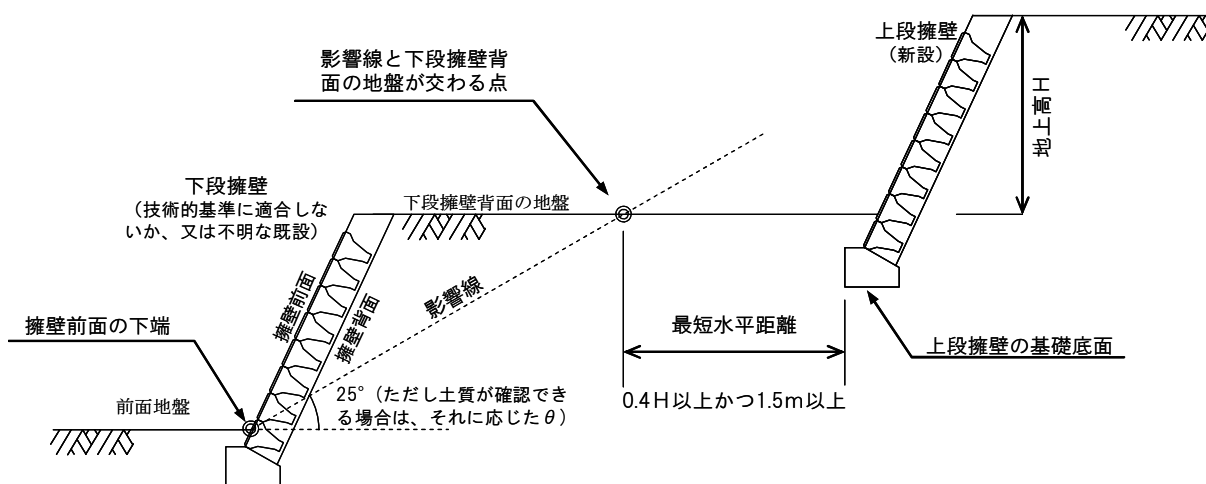 上段擁壁
（新設）
影響線と下段擁壁背
面の地盤が交わる点
地上高Ｈ
下段擁壁
（技術的基準に適合しな
いか、又は不明な既設）
下段擁壁背面の地盤
擁壁前面
擁壁背面
影響線
擁壁前面の下端
最短水平距離
上段擁壁の基礎底面
前面地盤
25°（ただし土質が確認でき
る場合は、それに応じたθ）
0.4Ｈ以上かつ1.5ｍ以上